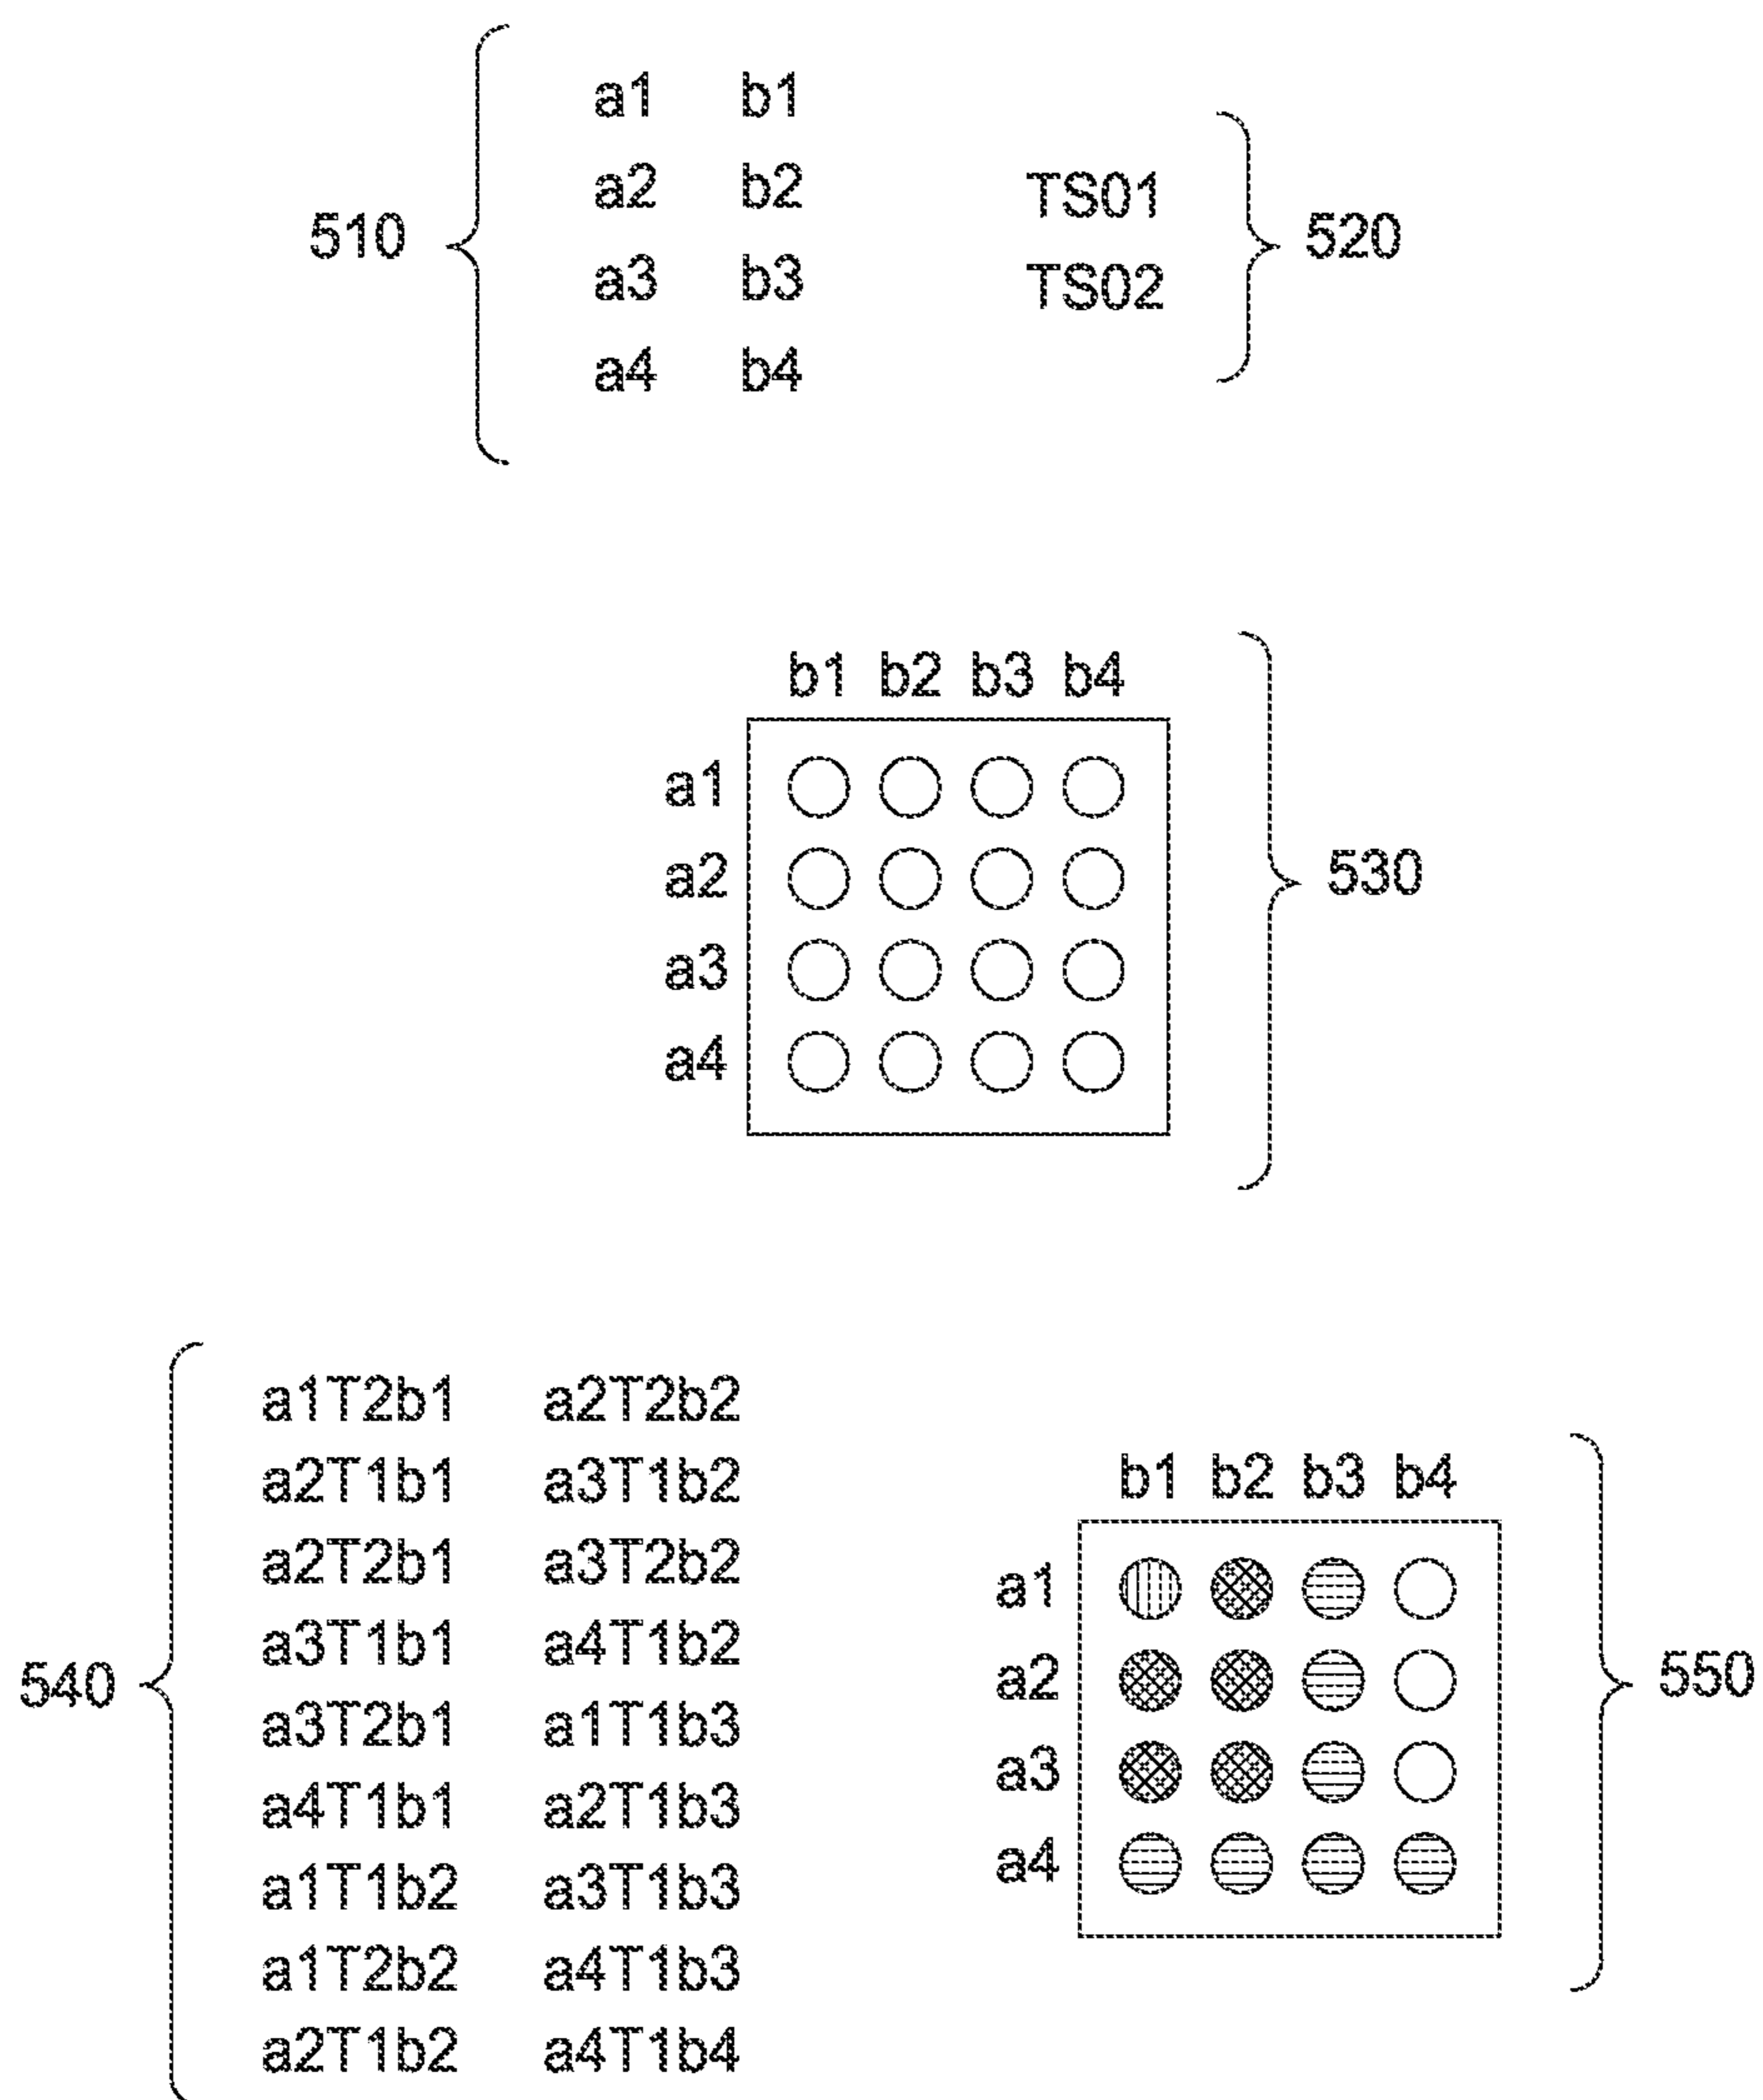 a1 b1
a2 b2
a3 b3
a4 b4
510
TS01
TS02
520
b1 b2 b3 b4
a1
a2
a3
a4
530
540
a1T2b1 a2T2b2
a2T1b1 a3T1b2
a2T2b1 a3T2b2
a3T1b1 a4T1b2
a3T2b1 a1T1b3
a4T1b1 a2T1b3
a1T1b2 a3T1b3
a1T2b2 a4T1b3
a2T1b2 a4T1b4
b1 b2 b3 b4
a1
a2
a3
a4
550